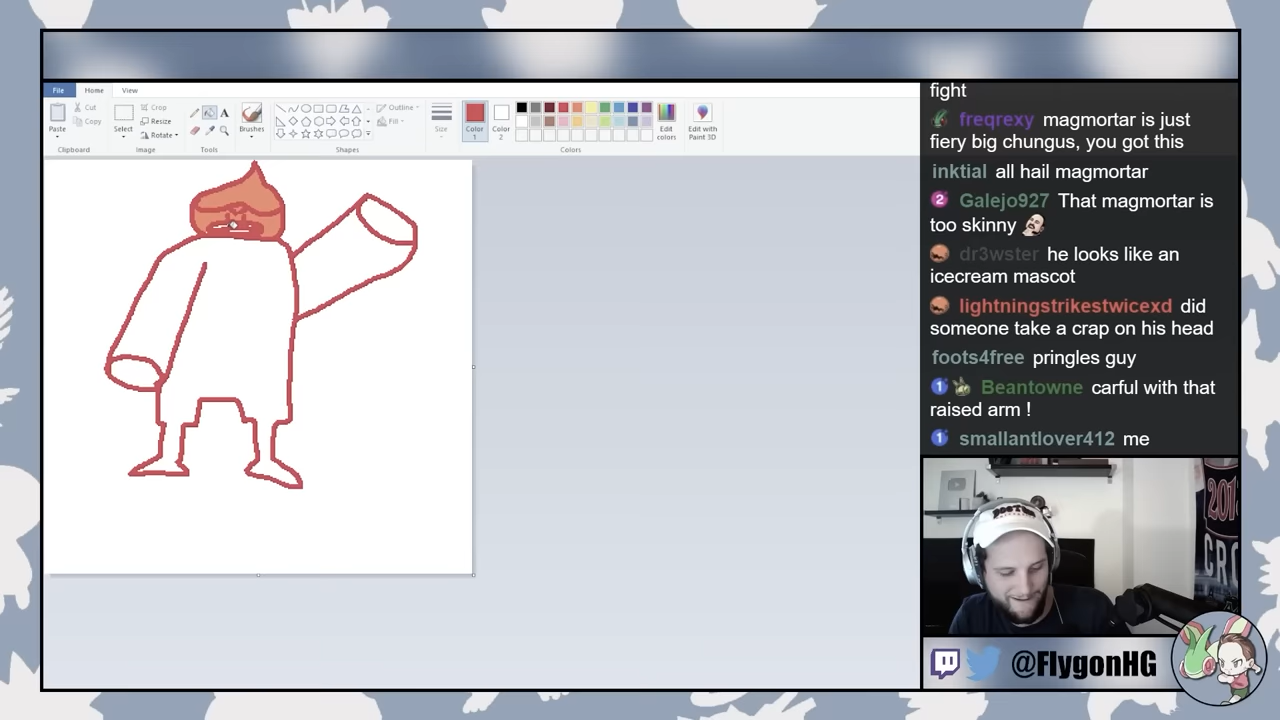 File Home View
Cut
Copy
Paste
Clipboard
Crop
Resize
Rotate
Select
Image
A
Tools
Brushes
Outline
Fill
Shapes
Size
Color
1
Color
2
Edit
colors
Colors
Edit with
Paint 3D
fight
freqrexy magmortar is just
fiery big chungus, you got this
inktial all hail magmortar
2 Galejo927 That magmortar is
too skinny
dr3wster he looks like an
icecream mascot
lightningstrikestwicexd did
someone take a crap on his head
foots4free pringles guy
1 Beantowne carful with that
raised arm !
1 smallantlover412 me
@FlygonHG